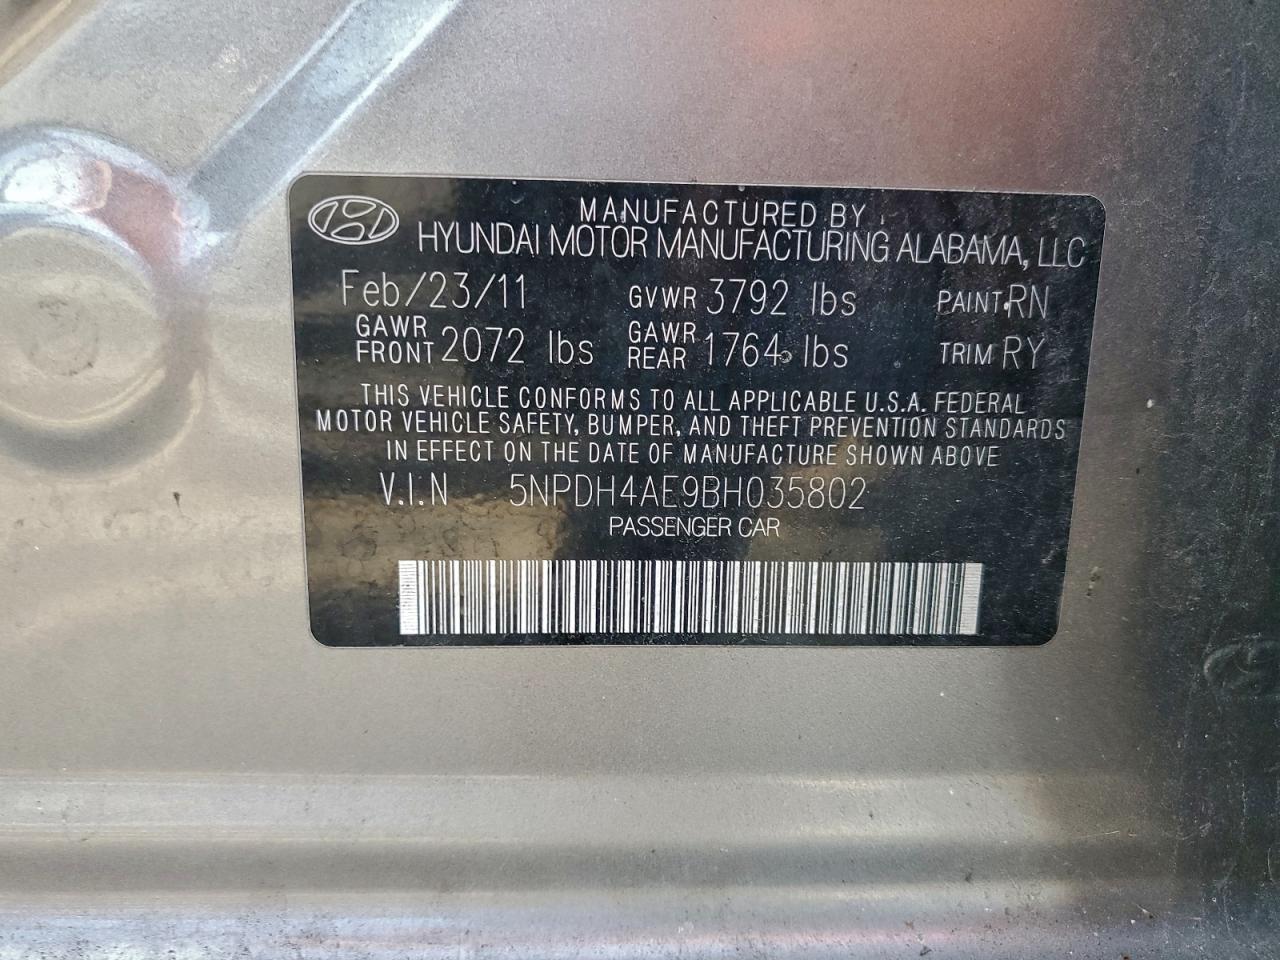 MANUFACTURED BY
HYUNDAI MOTOR MANUFACTURING ALABAMA, LLC
Feb/23/11 GVWR 3792 lbs PAINT:RN
GAWR FRONT 2072 lbs GAWR REAR 1764 lbs TRIM RY
THIS VEHICLE CONFORMS TO ALL APPLICABLE U.S.A. FEDERAL
MOTOR VEHICLE SAFETY, BUMPER, AND THEFT PREVENTION STANDARDS
IN EFFECT ON THE DATE OF MANUFACTURE SHOWN ABOVE
V.I.N 5NPDH4AE9BH035802
PASSENGER CAR